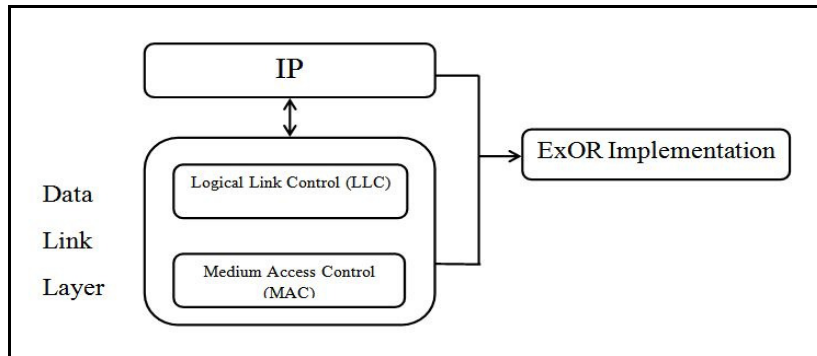 IP
ExOR Implementation
Logical Link Control (LLC)
Data
Link
Layer
Medium Access Control
(MAC)